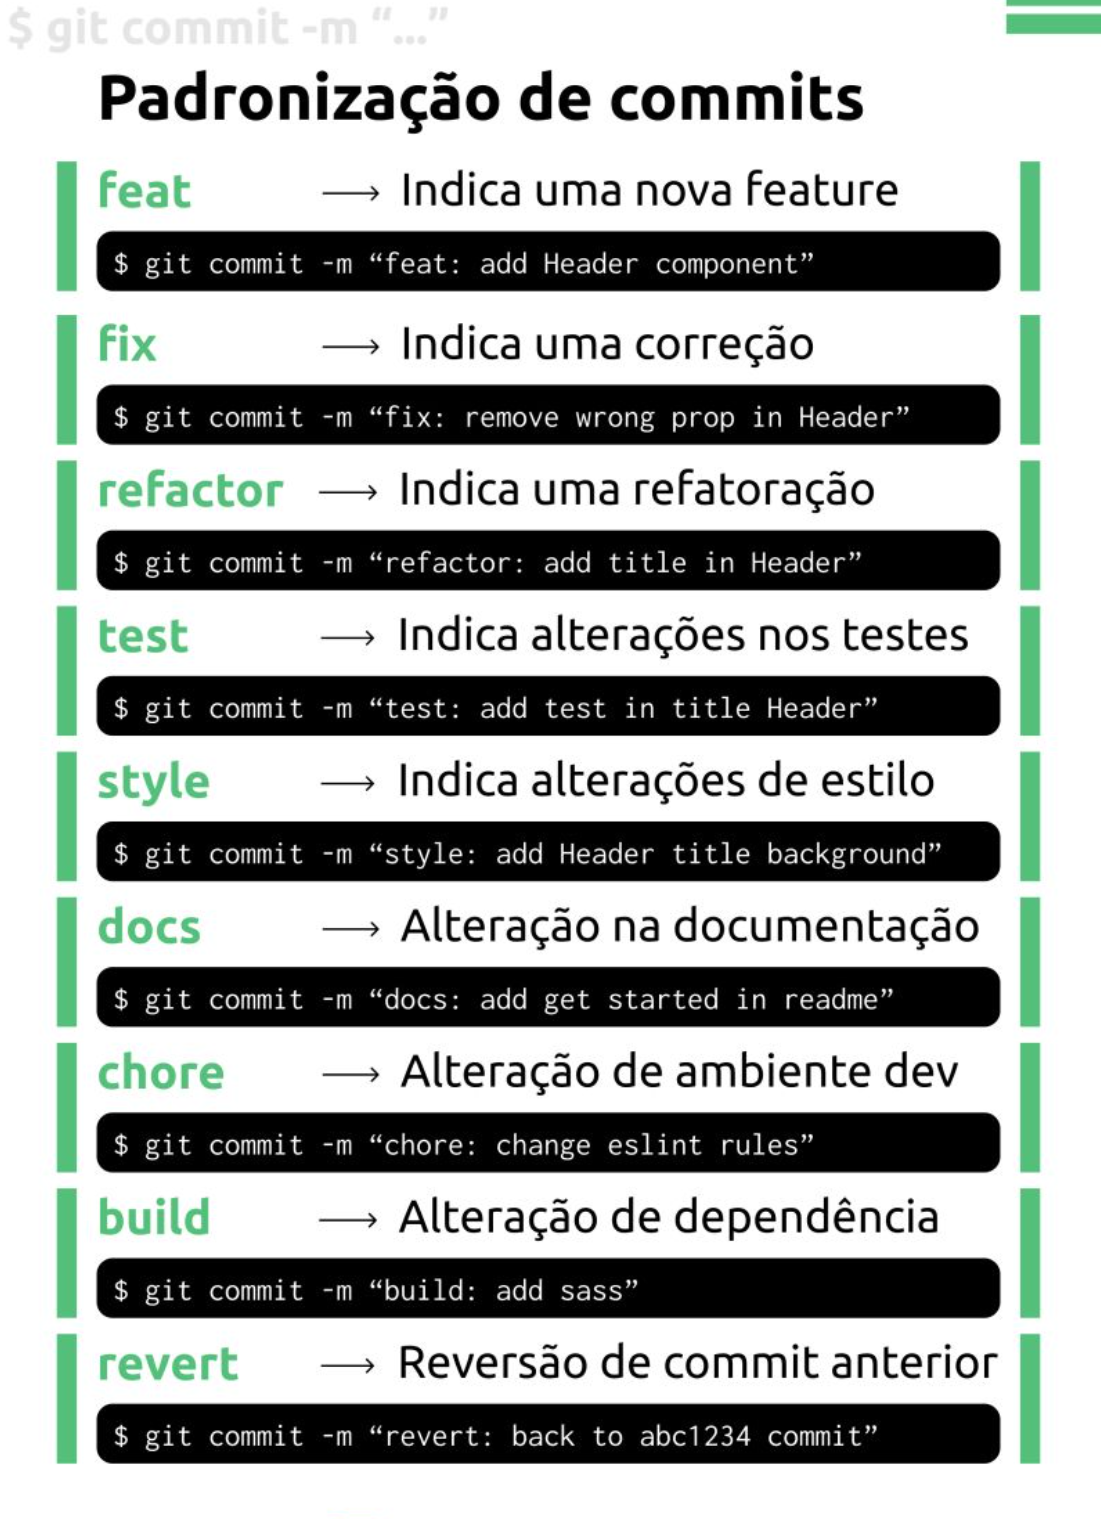 $ git commit -m “...”
Padronização de commits
feat → Indica uma nova feature
$ git commit -m “feat: add Header component”
fix → Indica uma correção
$ git commit -m “fix: remove wrong prop in Header”
refactor → Indica uma refatoração
$ git commit -m “refactor: add title in Header”
test → Indica alterações nos testes
$ git commit -m “test: add test in title Header”
style → Indica alterações de estilo
$ git commit -m “style: add Header title background”
docs → Alteração na documentação
$ git commit -m “docs: add get started in readme”
chore → Alteração de ambiente dev
$ git commit -m “chore: change eslint rules”
build → Alteração de dependência
$ git commit -m “build: add sass”
revert → Reversão de commit anterior
$ git commit -m “revert: back to abc1234 commit”